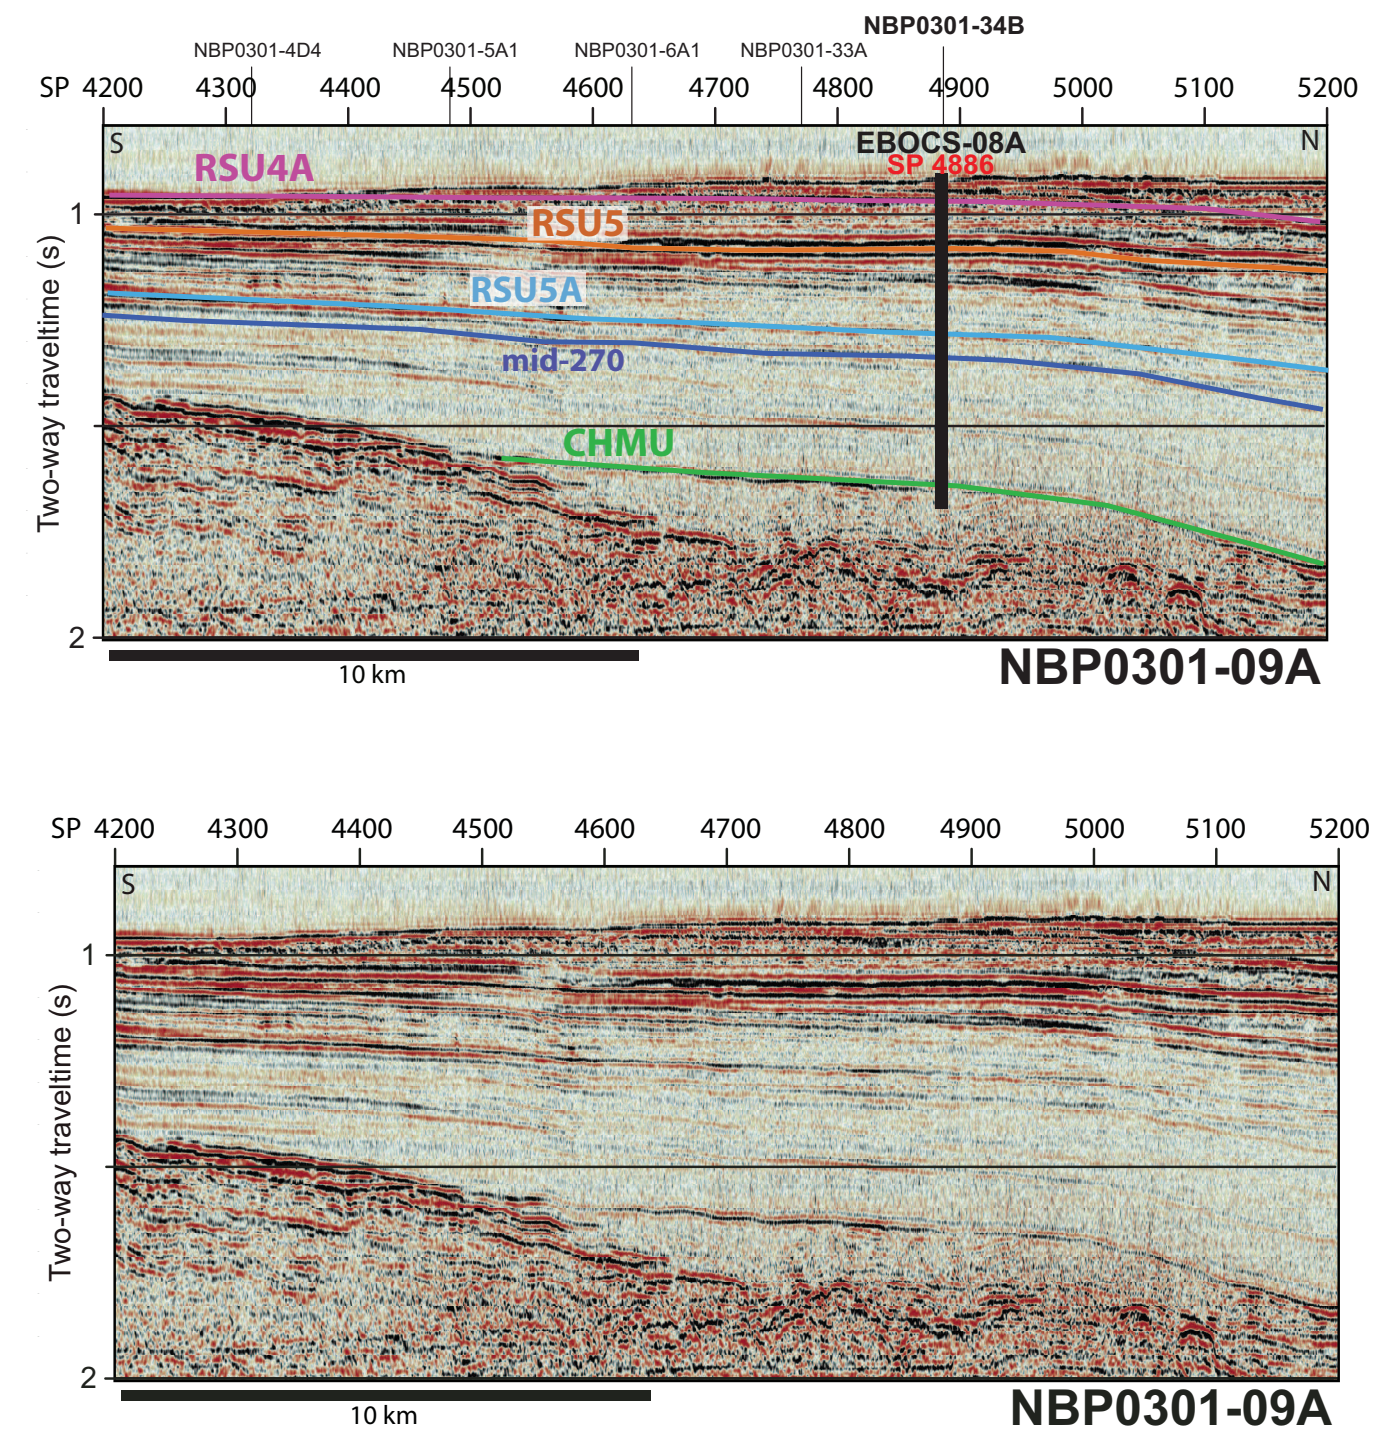 NBP0301-34B
NBP0301-4D4 NBP0301-5A1 NBP0301-6A1 NBP0301-33A
SP 4200 4300 4400 4500 4600 4700 4800 4900 5000 5100 5200
S EBOCS-08A N
SP 4886
RSU4A
1
RSU5
RSU5A
mid-270
CHMU
Two-way traveltime (s)
2
10 km
NBP0301-09A
SP 4200 4300 4400 4500 4600 4700 4800 4900 5000 5100 5200
S N
1
Two-way traveltime (s)
2
10 km
NBP0301-09A